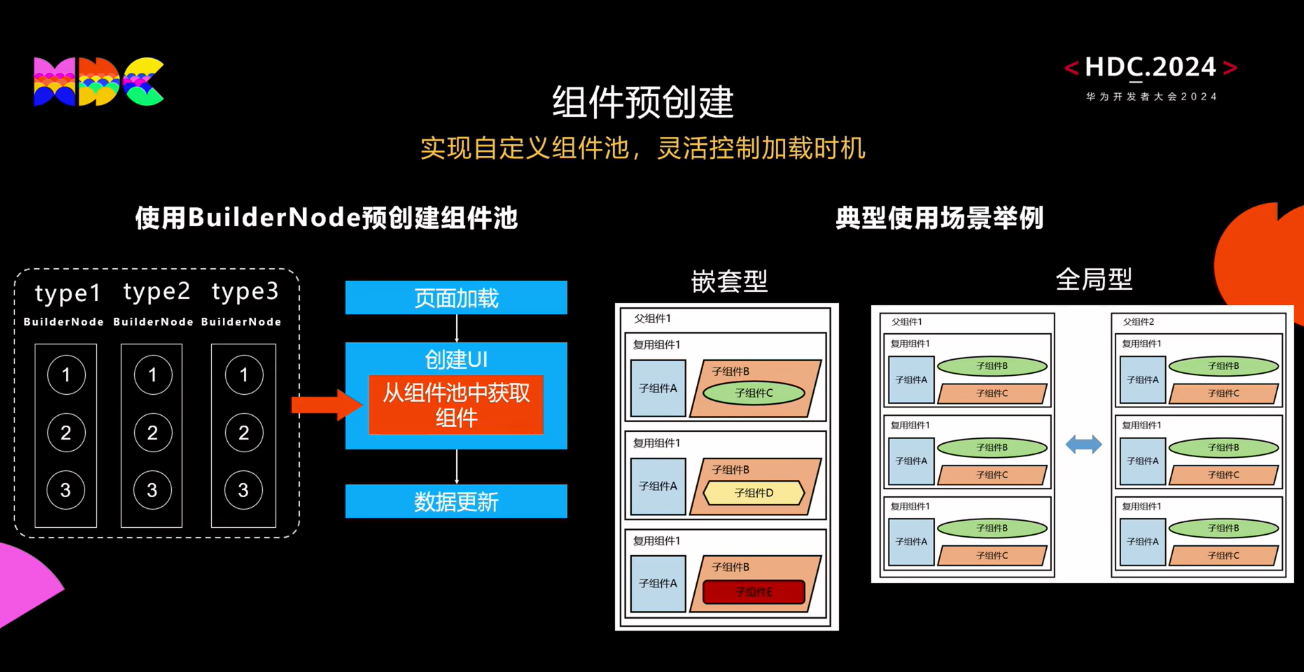 HDC
<HDC.2024>
华为开发者大会2024
组件预创建
实现自定义组件池，灵活控制加载时机
使用BuilderNode预创建组件池
type1 type2 type3
BuilderNode BuilderNode BuilderNode
1 1 1
2 2 2
3 3 3
页面加载
创建UI
从组件池中获取
组件
数据更新
典型使用场景举例
嵌套型
父组件1
复用组件1
子组件A
子组件B
子组件C
复用组件1
子组件A
子组件B
子组件D
复用组件1
子组件A
子组件B
子组件E
全局型
父组件1
复用组件1
子组件A
子组件B
子组件C
复用组件1
子组件A
子组件B
子组件C
复用组件1
子组件A
子组件B
子组件C
父组件2
复用组件1
子组件A
子组件B
子组件C
复用组件1
子组件A
子组件B
子组件C
复用组件1
子组件A
子组件B
子组件C